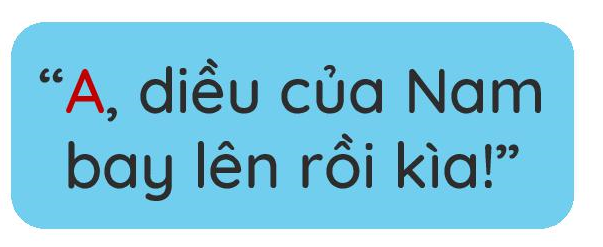 “A, diều của Nam
bay lên rồi kìa!”